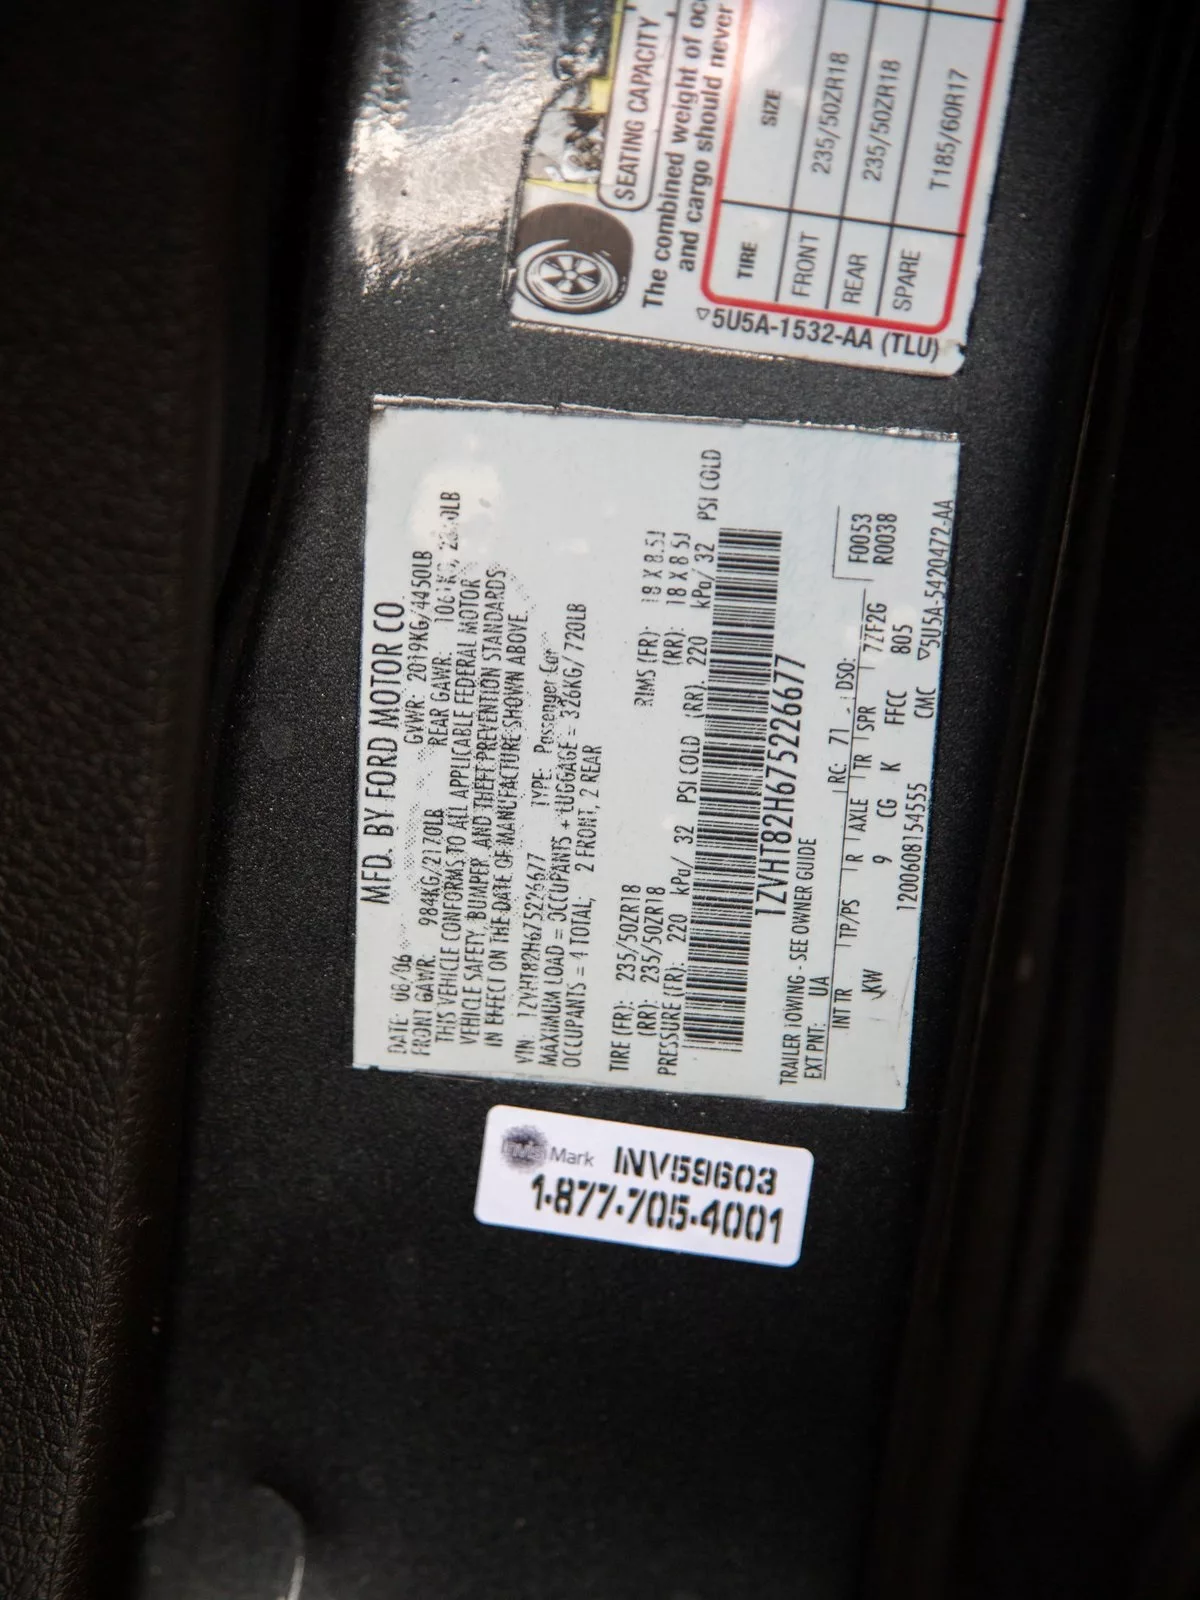 SEATING CAPACITY
The combined weight of oc
and cargo should never
TIRE SIZE
FRONT 235/50ZR18
REAR 235/50ZR18
SPARE T185/60R17
5U5A-1532-AA (TLU)
MFD. BY FORD MOTOR CO
DATE: 08/06 GVWR: 2019KG/4450LB
FRONT GAWR: 984KG/2170LB REAR GAWR:
THIS VEHICLE CONFORMS TO ALL APPLICABLE FEDERAL MOTOR
VEHICLE SAFETY, BUMPER, AND THEFT PREVENTION STANDARDS
IN EFFECT ON THE DATE OF MANUFACTURE SHOWN ABOVE.
VIN: 1ZVHT82H675226677 TYPE: Passenger Car
MAXIMUM LOAD = OCCUPANTS + LUGGAGE = 326KG/720LB
OCCUPANTS = 4 TOTAL, 2 FRONT, 2 REAR
TIRE (FR): 235/50ZR18 RIMS (FR): 18 X 8.5J
(RR): 235/50ZR18 (RR): 18 X 8.5J
PRESSURE (FR): 220 kPa/ 32 PSI COLD (RR) 220 kPa/ 32 PSI COLD
1ZVHT82H675226677
TRAILER TOWING - SEE OWNER GUIDE
EXT PNT: UA RC: 71 DSO: F0053
INT TR TP/PS R AXLE TR SPR 7ZF2G R0038
KW 9 CG K FFCC 805
120060815455 CMC 5U5A-5420472-AA
Mark INV59603
1-877-705-4001